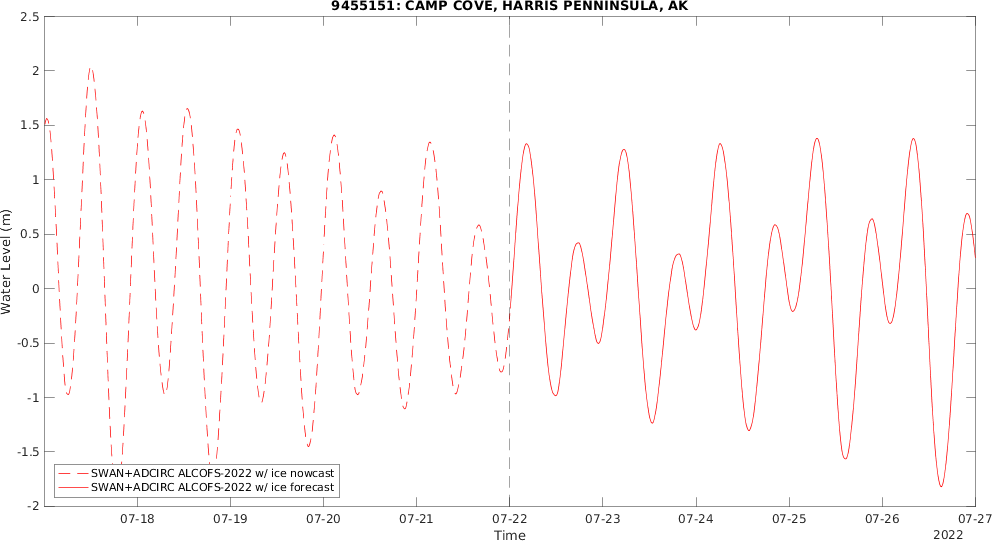 9455151: CAMP COVE, HARRIS PENNINSULA, AK
2.5
2
1.5
1
0.5
0
-0.5
-1
-1.5
-2
Water Level (m)
SWAN+ADCIRC ALCOFS-2022 w/ ice nowcast
SWAN+ADCIRC ALCOFS-2022 w/ ice forecast
07-18 07-19 07-20 07-21 07-22 07-23 07-24 07-25 07-26 07-27
Time
2022